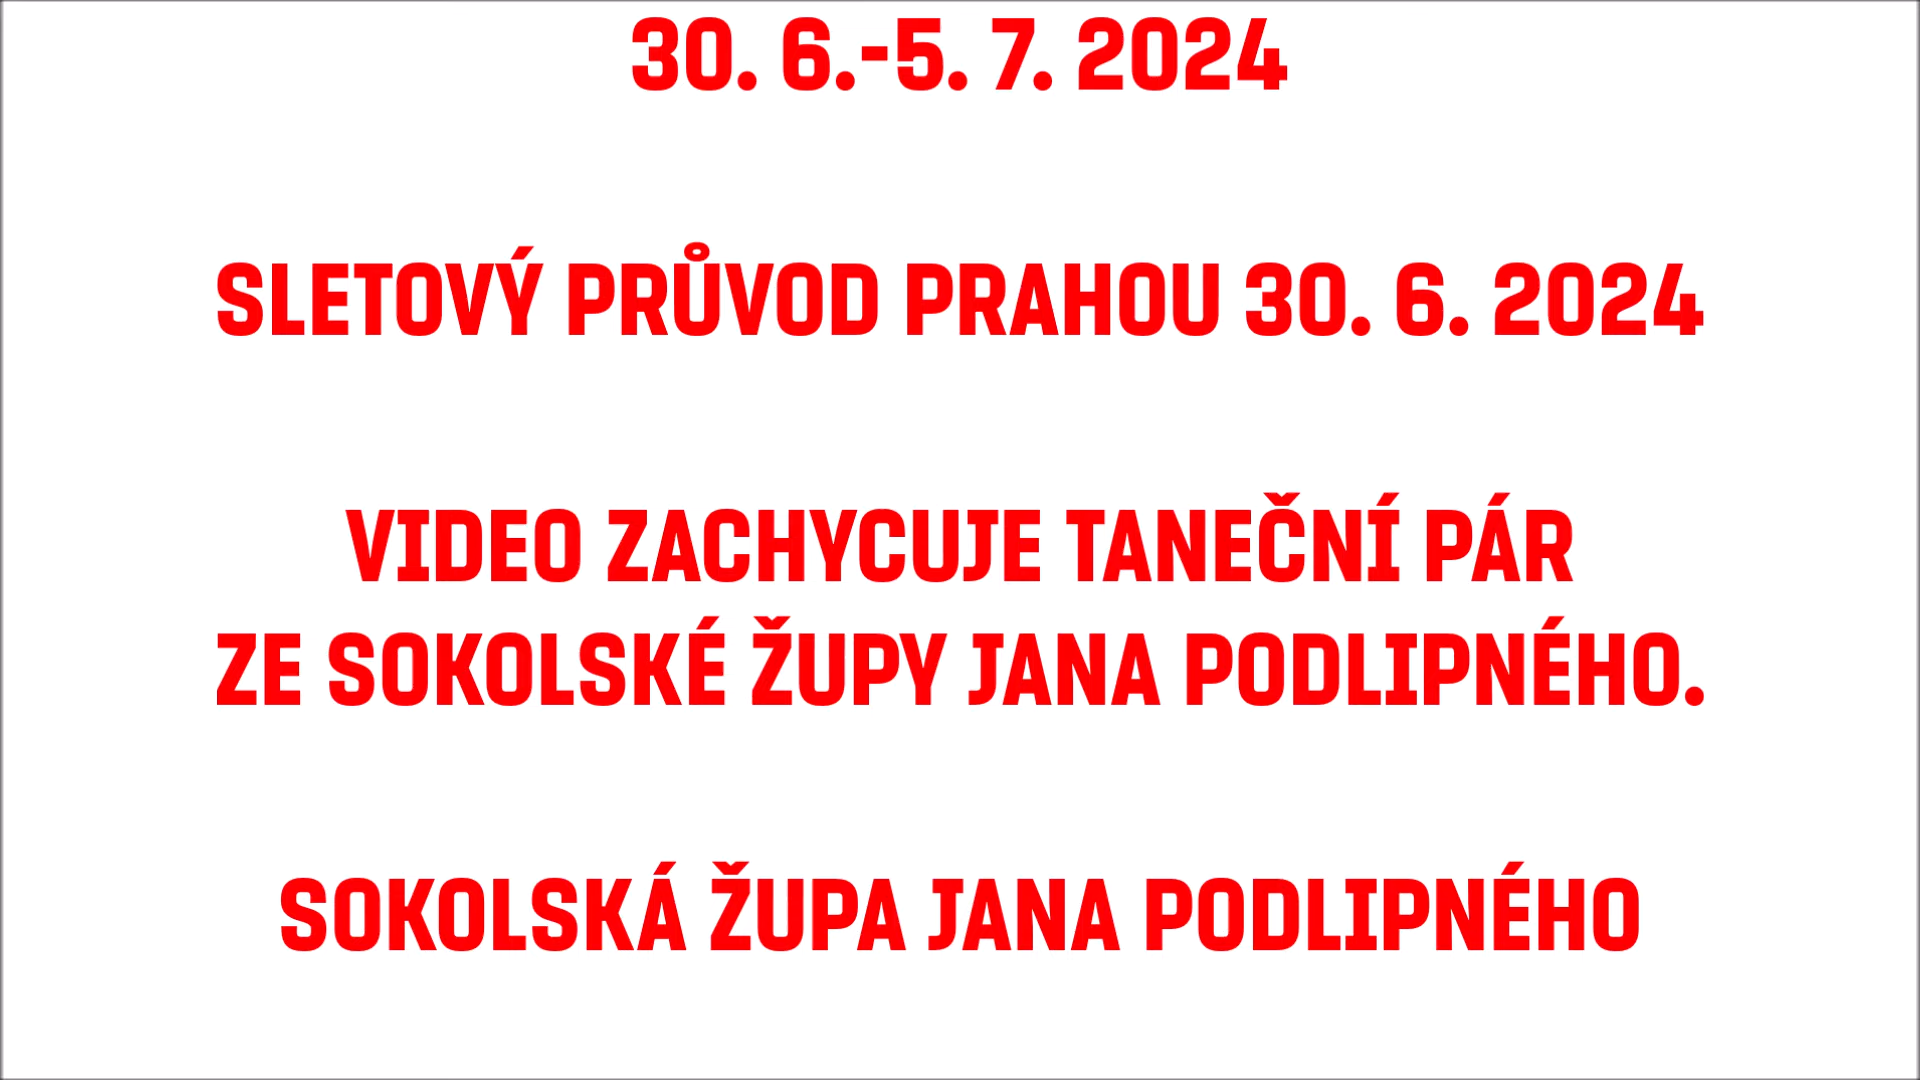 30. 6.-5. 7. 2024
SLETOVÝ PRŮVOD PRAHOU 30. 6. 2024
VIDEO ZACHYCUJE TANEČNÍ PÁR
ZE SOKOLSKÉ ŽUPY JANA PODLIPNÉHO.
SOKOLSKÁ ŽUPA JANA PODLIPNÉHO